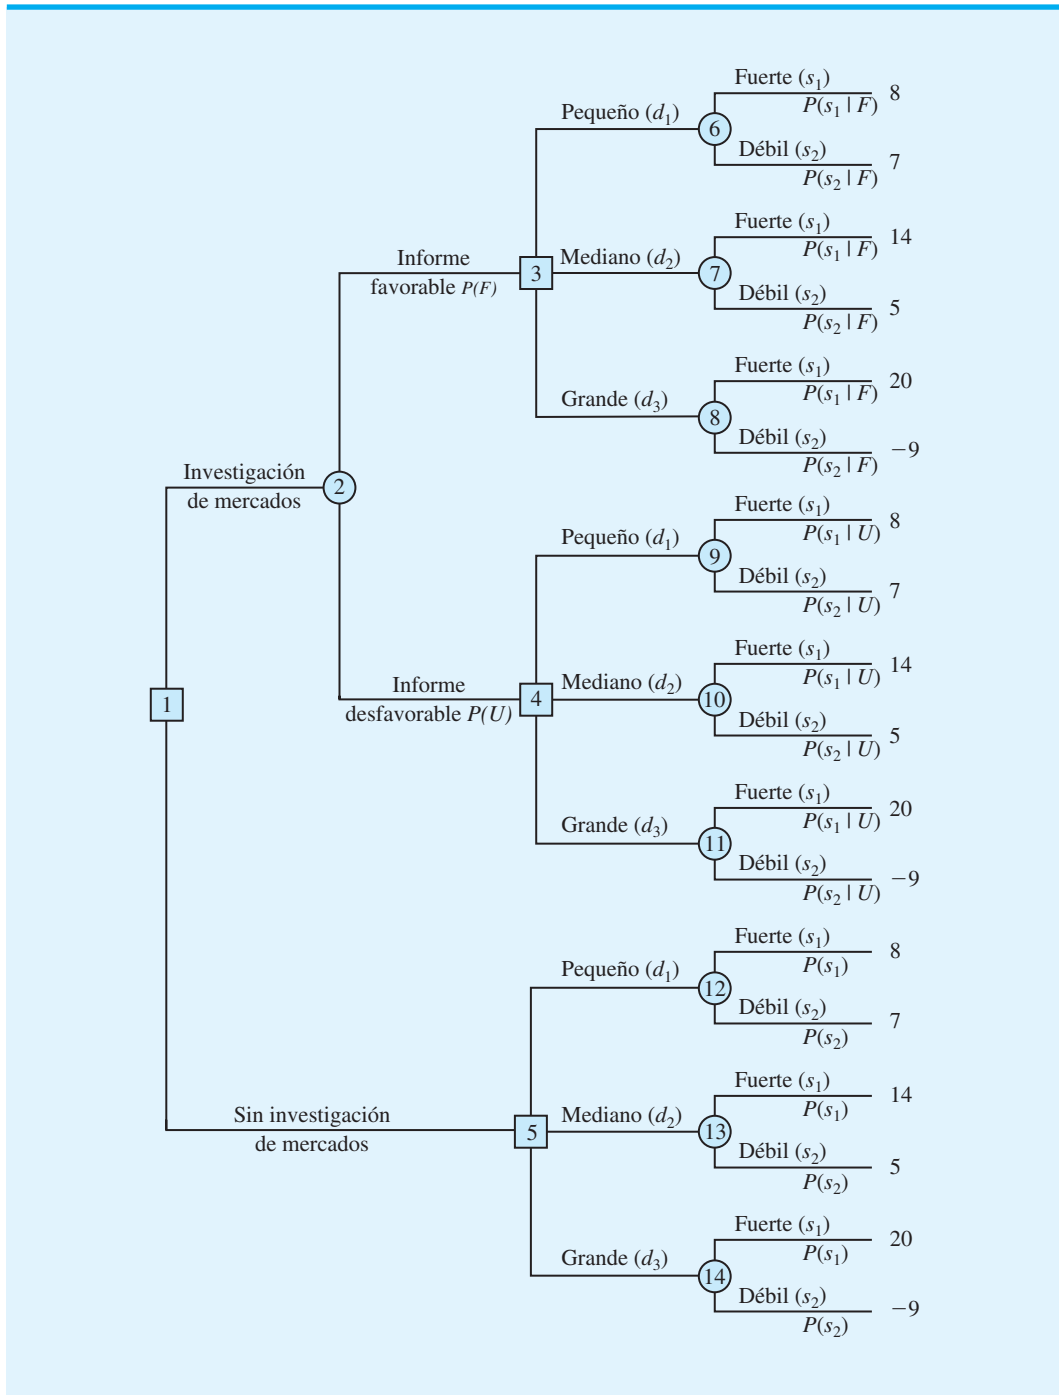 Fuerte (s₁)
P(s₁ | F)
8
Pequeño (d₁)
6
Débil (s₂)
P(s₂ | F)
7
Fuerte (s₁)
P(s₁ | F)
14
Informe
favorable P(F)
3
Mediano (d₂)
7
Débil (s₂)
P(s₂ | F)
5
Fuerte (s₁)
P(s₁ | F)
20
Grande (d₃)
8
Débil (s₂)
P(s₂ | F)
−9
Investigación
de mercados
2
Fuerte (s₁)
P(s₁ | U)
8
Pequeño (d₁)
9
Débil (s₂)
P(s₂ | U)
7
Fuerte (s₁)
P(s₁ | U)
14
1
Informe
desfavorable P(U)
4
Mediano (d₂)
10
Débil (s₂)
P(s₂ | U)
5
Fuerte (s₁)
P(s₁ | U)
20
Grande (d₃)
11
Débil (s₂)
P(s₂ | U)
−9
Fuerte (s₁)
P(s₁)
8
Pequeño (d₁)
12
Débil (s₂)
P(s₂)
7
Fuerte (s₁)
P(s₁)
14
Sin investigación
de mercados
5
Mediano (d₂)
13
Débil (s₂)
P(s₂)
5
Fuerte (s₁)
P(s₁)
20
Grande (d₃)
14
Débil (s₂)
P(s₂)
−9